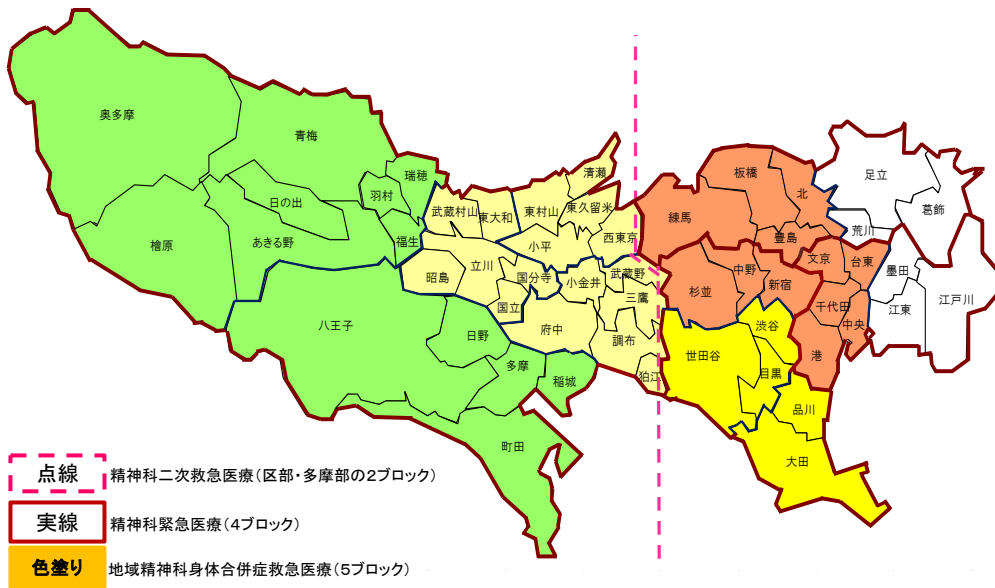 奥多摩
青梅
瑞穂
羽村
日の出
檜原
あきる野
福生
八王子
日野
多摩
稲城
町田
清瀬
武蔵村山
東大和
東村山
東久留米
西東京
小平
昭島
立川
国分寺
国立
小金井
武蔵野
三鷹
府中
調布
狛江
板橋
北
練馬
豊島
足立
葛飾
荒川
文京
台東
墨田
中野
新宿
杉並
千代田
中央
江東
江戸川
港
渋谷
世田谷
目黒
品川
大田
点線 精神科二次救急医療(区部・多摩部の2ブロック)
実線 精神科緊急医療(4ブロック)
色塗り 地域精神科身体合併症救急医療(5ブロック)